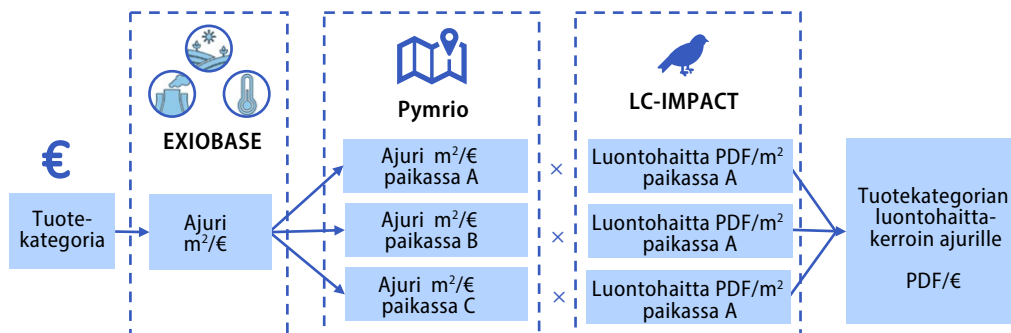 EXIOBASE
Pymrio
LC-IMPACT
€
Tuote-
kategoria
Ajuri
m²/€
Ajuri m²/€
paikassa A
×
Luontohaitta PDF/m²
paikassa A
Ajuri m²/€
paikassa B
×
Luontohaitta PDF/m²
paikassa A
Ajuri m²/€
paikassa C
×
Luontohaitta PDF/m²
paikassa A
Tuotekategorian
luontohaitta-
kerroin ajurille
PDF/€